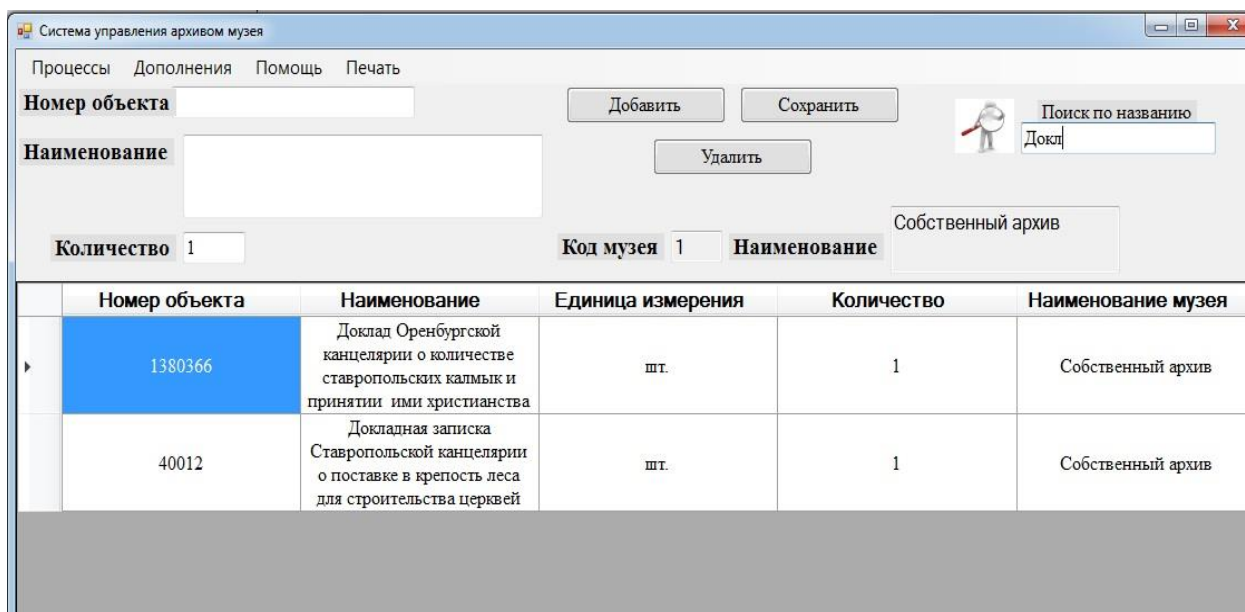 Система управления архивом музея
Процессы Дополнения Помощь Печать
Номер объекта
Добавить Сохранить
Поиск по названию
Докл
Наименование
Удалить
Собственный архив
Количество 1
Код музея 1 Наименование
Номер объекта Наименование Единица измерения Количество Наименование музея
1380366
Доклад Оренбургской
канцелярии о количестве
ставропольских калмык и
принятии ими христианства
шт.
1
Собственный архив
40012
Докладная записка
Ставропольской канцелярии
о поставке в крепость леса
для строительства церквей
шт.
1
Собственный архив